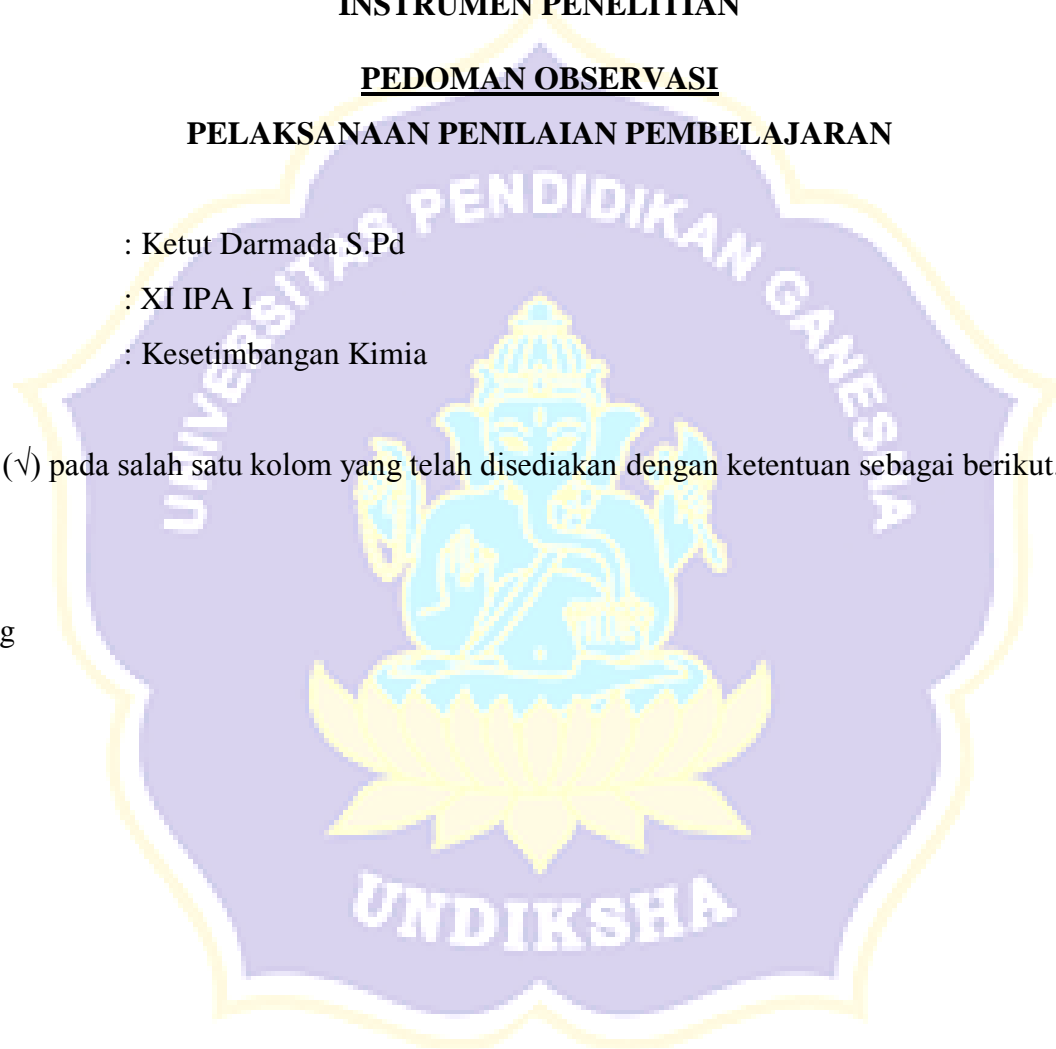 INSTRUMEN PENELITIAN
PEDOMAN OBSERVASI
PELAKSANAAN PENILAIAN PEMBELAJARAN
UNIVERSITAS PENDIDIKAN GANESHA
: Ketut Darmada S.Pd
: XI IPA I
: Kesetimbangan Kimia
(√) pada salah satu kolom yang telah disediakan dengan ketentuan sebagai berikut.
g
UNDIKSHA